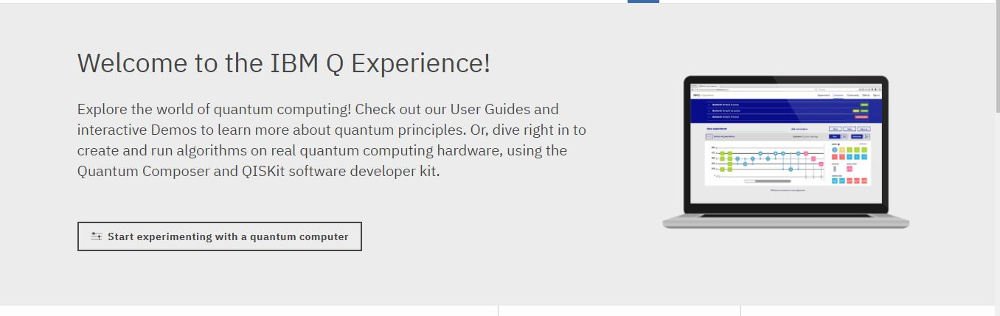 Welcome to the IBM Q Experience!
Explore the world of quantum computing! Check out our User Guides and
interactive Demos to learn more about quantum principles. Or, dive right in to
create and run algorithms on real quantum computing hardware, using the
Quantum Composer and QISKit software developer kit.
Start experimenting with a quantum computer